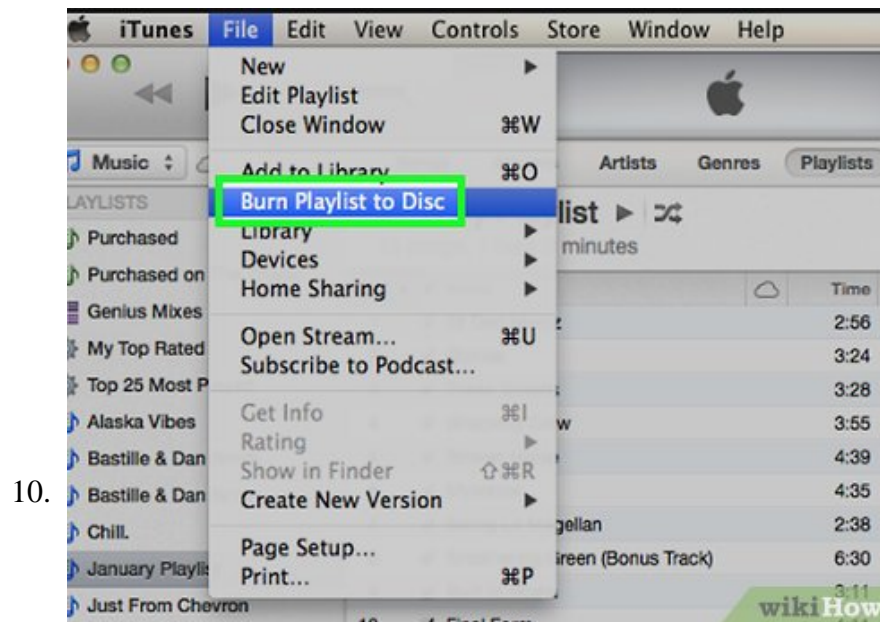 iTunes File Edit View Controls Store Window Help
New
Edit Playlist
Close Window ⌘W
Music
Add to Library ⌘O
Artists Genres Playlists
Burn Playlist to Disc
Library
Devices
Home Sharing
Open Stream... ⌘U
Subscribe to Podcast...
Get Info ⌘I
Rating
Show in Finder ⇧⌘R
Create New Version
Page Setup...
Print... ⌘P
Purchased
Purchased on
Genius Mixes
My Top Rated
Top 25 Most P
Alaska Vibes
Bastille & Dan
Bastille & Dan
10.
Chill.
January Playli
Just From Chevron
minutes
Time
2:56
3:24
3:28
3:55
4:39
4:35
2:38
(Bonus Track) 6:30
3:11
wikiHow